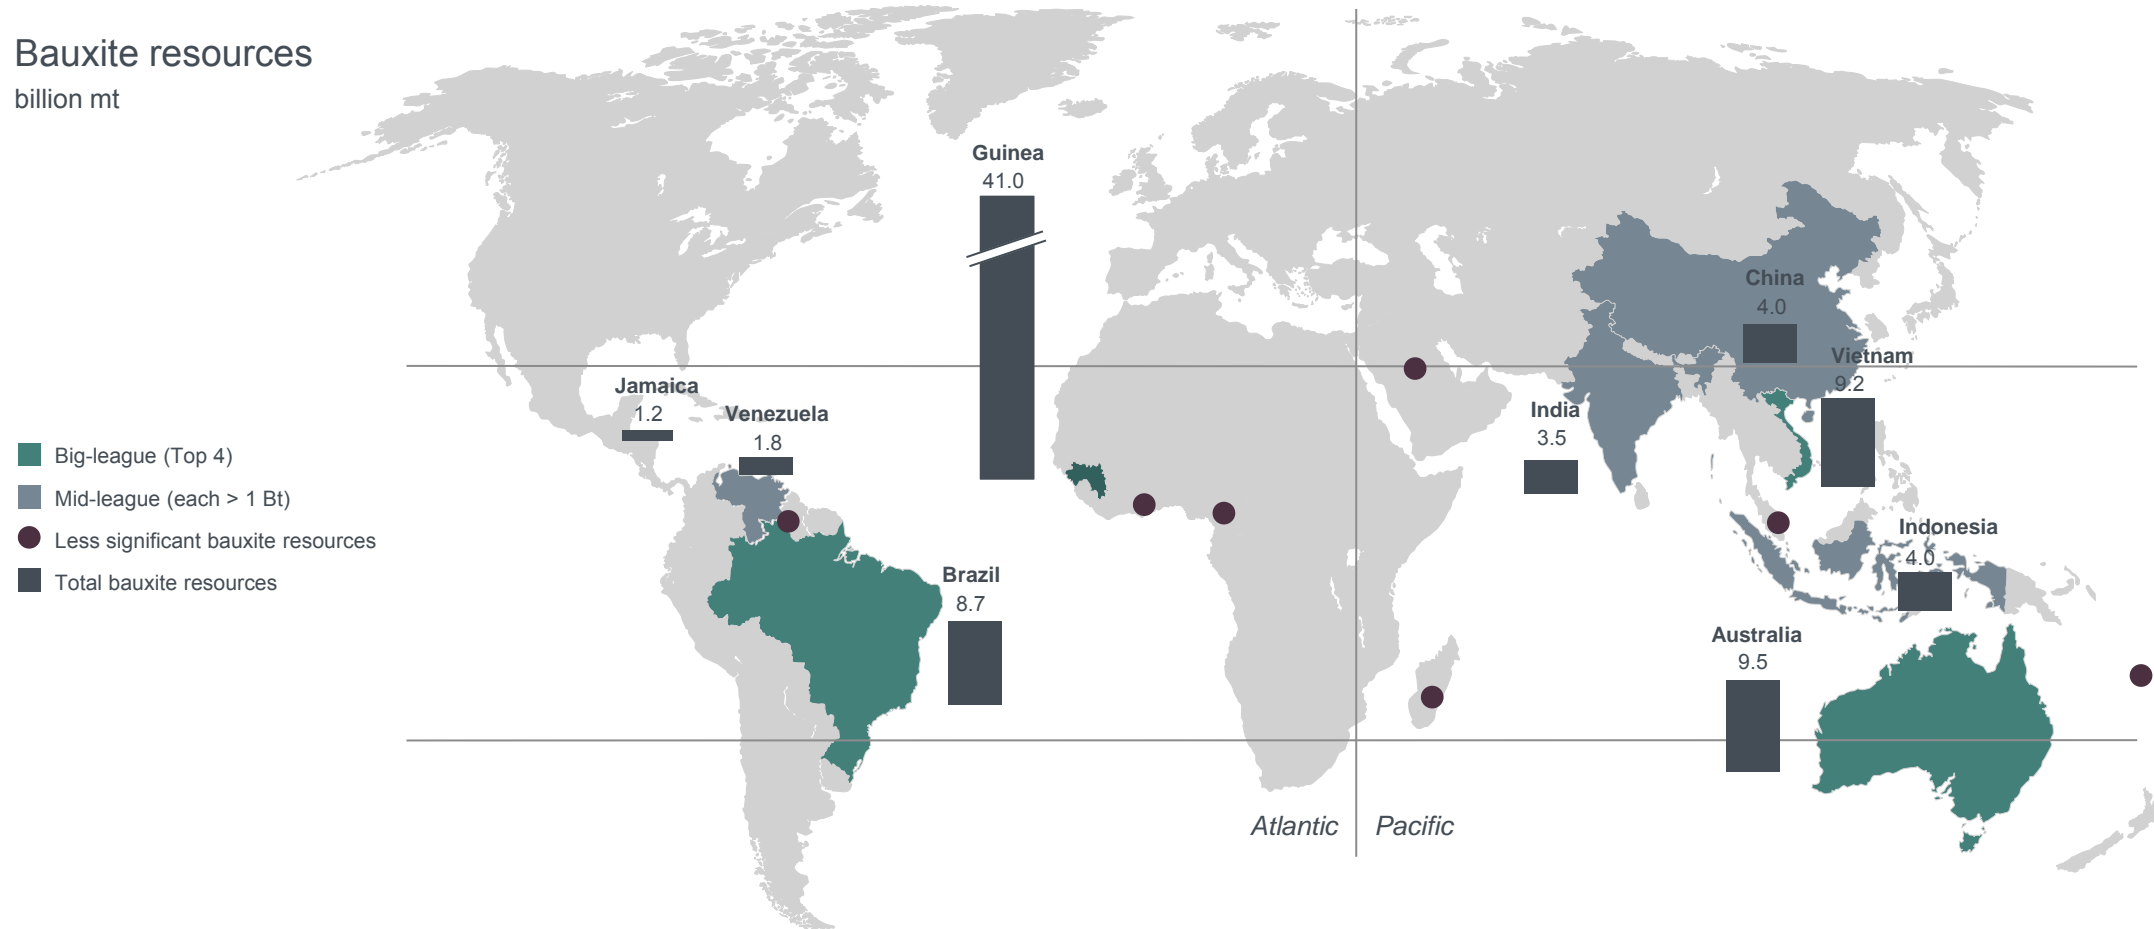 Bauxite resources
billion mt
Guinea
41.0
China
4.0
Vietnam
9.2
Jamaica
1.2
Venezuela
1.8
India
3.5
Big-league (Top 4)
Mid-league (each > 1 Bt)
Less significant bauxite resources
Total bauxite resources
Indonesia
4.0
Brazil
8.7
Australia
9.5
Atlantic
Pacific